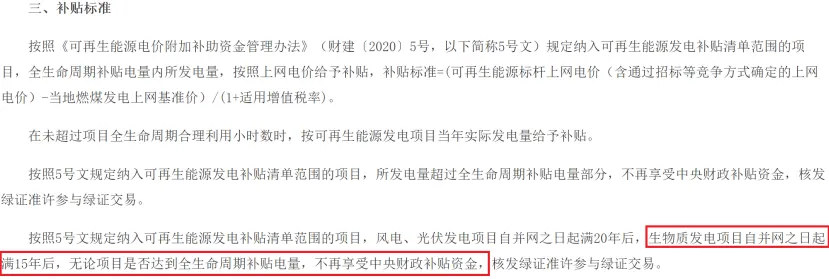 三、补贴标准
按照《可再生能源电价附加补助资金管理办法》（财建〔2020〕5号，以下简称5号文）规定纳入可再生能源发电补贴清单范围的项
目，全生命周期补贴电量内所发电量，按照上网电价给予补贴，补贴标准=(可再生能源标杆上网电价（含通过招标等竞争方式确定的上网
电价）-当地燃煤发电上网基准价）/(1+适用增值税率)。
在未超过项目全生命周期合理利用小时数时，按可再生能源发电项目当年实际发电量给予补贴。
按照5号文规定纳入可再生能源发电补贴清单范围的项目，所发电量超过全生命周期补贴电量部分，不再享受中央财政补贴资金，核发
绿证准许参与绿证交易。
按照5号文规定纳入可再生能源发电补贴清单范围的项目，风电、光伏发电项目自并网之日起满20年后，生物质发电项目自并网之日起
满15年后，无论项目是否达到全生命周期补贴电量，不再享受中央财政补贴资金，核发绿证准许参与绿证交易。